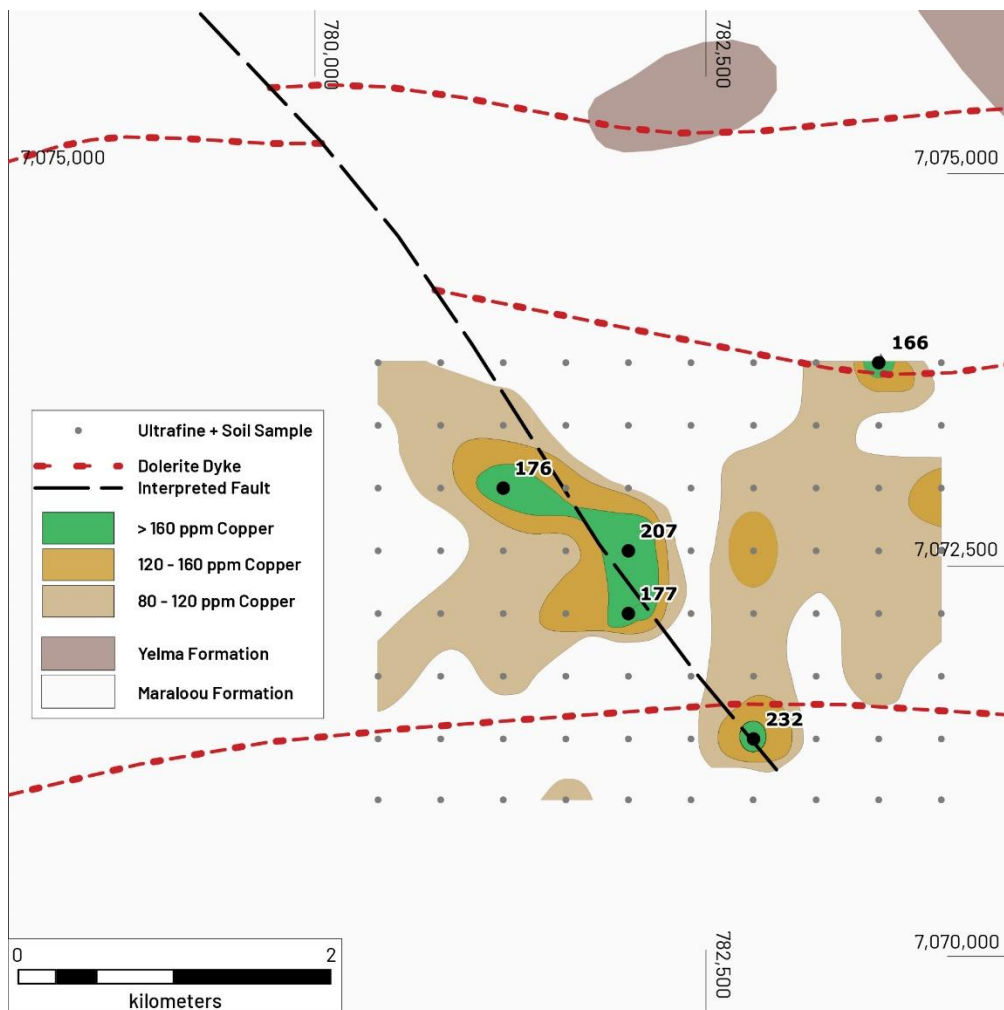 780,000
782,500
7,075,000
7,075,000
166
Ultrafine + Soil Sample
Dolerite Dyke
Interpreted Fault
> 160 ppm Copper
120 - 160 ppm Copper
80 - 120 ppm Copper
Yelma Formation
Maraloou Formation
176
207
7,072,500
177
232
782,500
7,070,000
0
2
kilometers